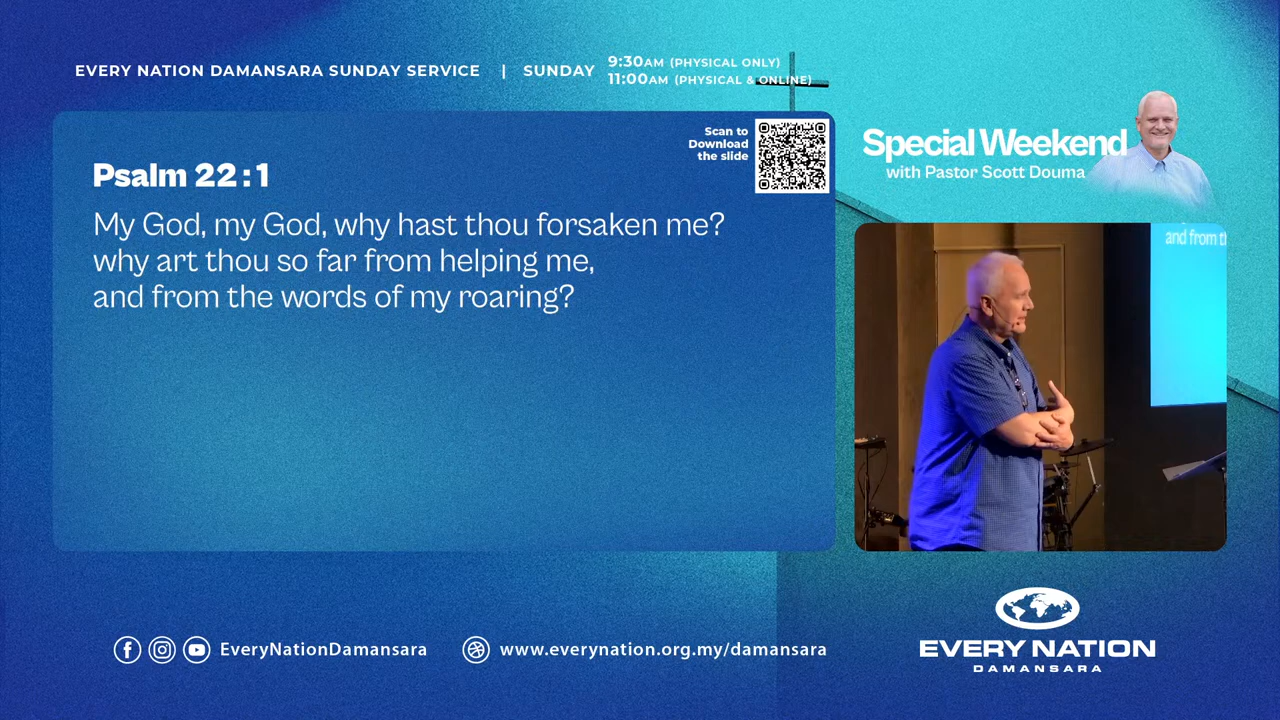 EVERY NATION DAMANSARA SUNDAY SERVICE | SUNDAY
9:30AM (PHYSICAL ONLY)
11:00AM (PHYSICAL & ONLINE)
Scan to
Download
the slide
Psalm 22:1
My God, my God, why hast thou forsaken me?
why art thou so far from helping me,
and from the words of my roaring?
Special Weekend
with Pastor Scott Douma
and from th
EveryNationDamansara
www.everynation.org.my/damansara
EVERY NATION
DAMANSARA